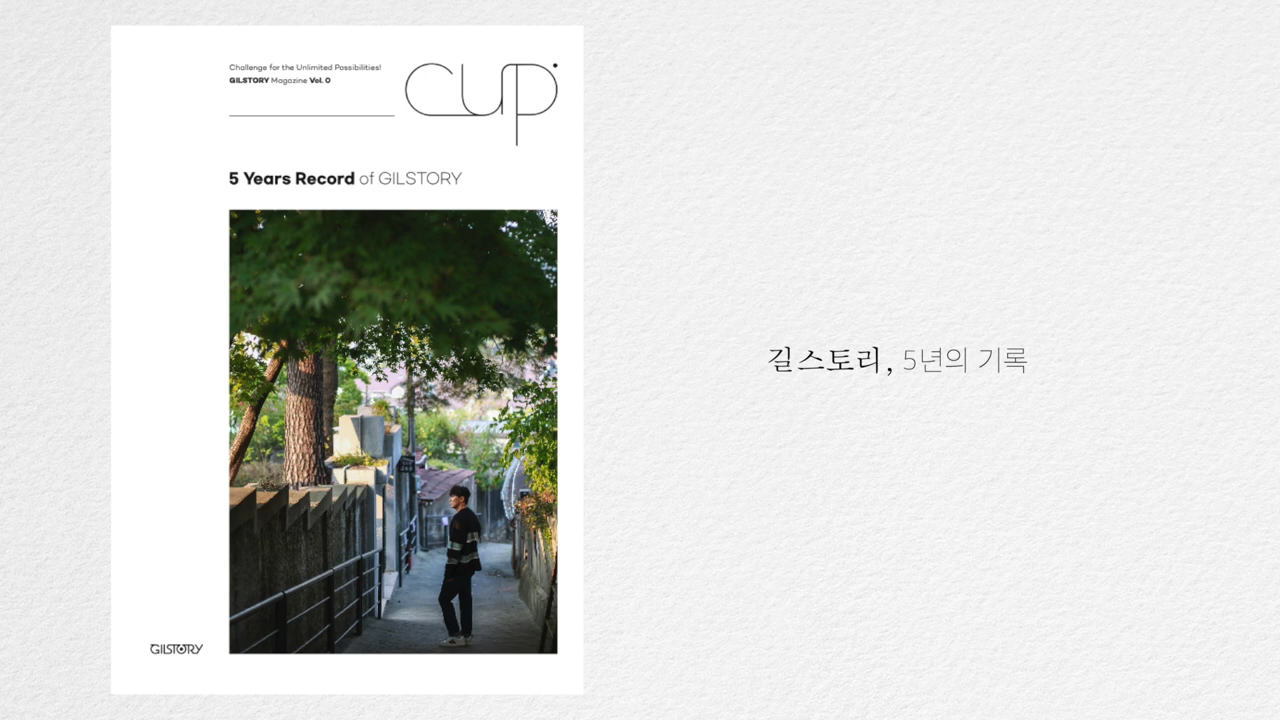 Challenge for the Unlimited Possibilities!
GILSTORY Magazine Vol. 0
cup
5 Years Record of GILSTORY
GILSTORY
길스토리, 5년의 기록